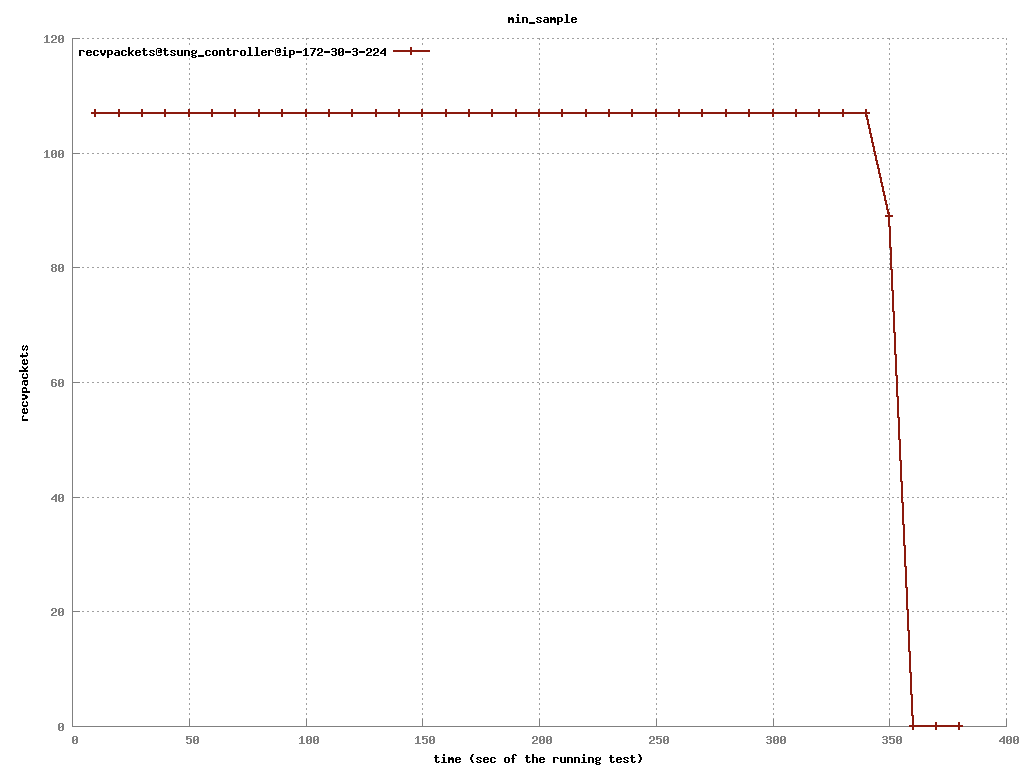 min_sample
120
recvpackets@tsung_controller@ip-172-30-3-224
100
80
60
40
20
0
recvpackets
0 50 100 150 200 250 300 350 400
time (sec of the running test)